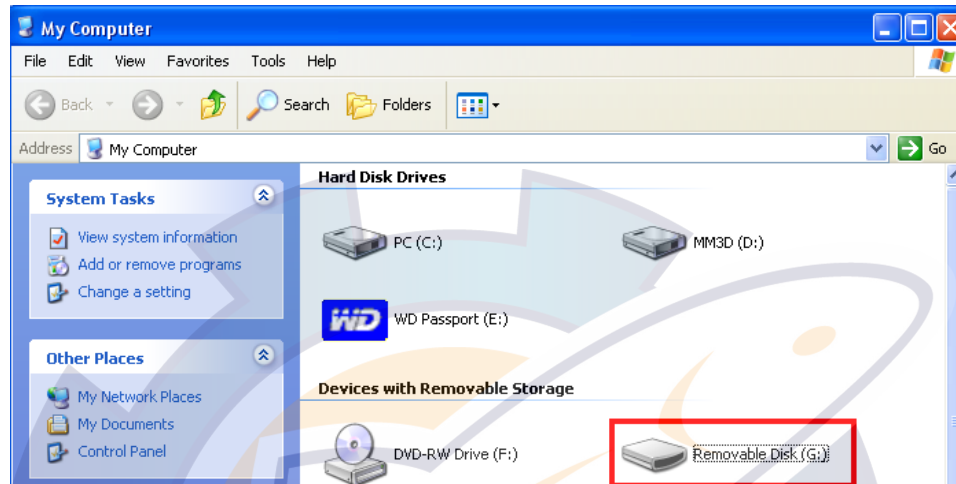 My Computer
File Edit View Favorites Tools Help
Back Search Folders
Address My Computer Go
Hard Disk Drives
System Tasks
View system information
Add or remove programs
Change a setting
PC (C:)
MM3D (D:)
WD
WD Passport (E:)
Other Places
My Network Places
My Documents
Control Panel
Devices with Removable Storage
DVD-RW Drive (F:)
Removable Disk (G:)